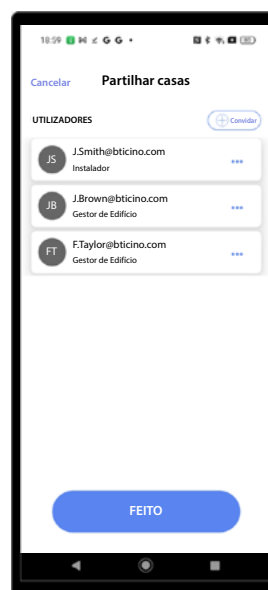 18:59 G G
Cancelar Partilhar casas
UTILIZADORES Convidar
JS J.Smith@bticino.com
Instalador
JB J.Brown@bticino.com
Gestor de Edifício
FT F.Taylor@bticino.com
Gestor de Edifício
FEITO